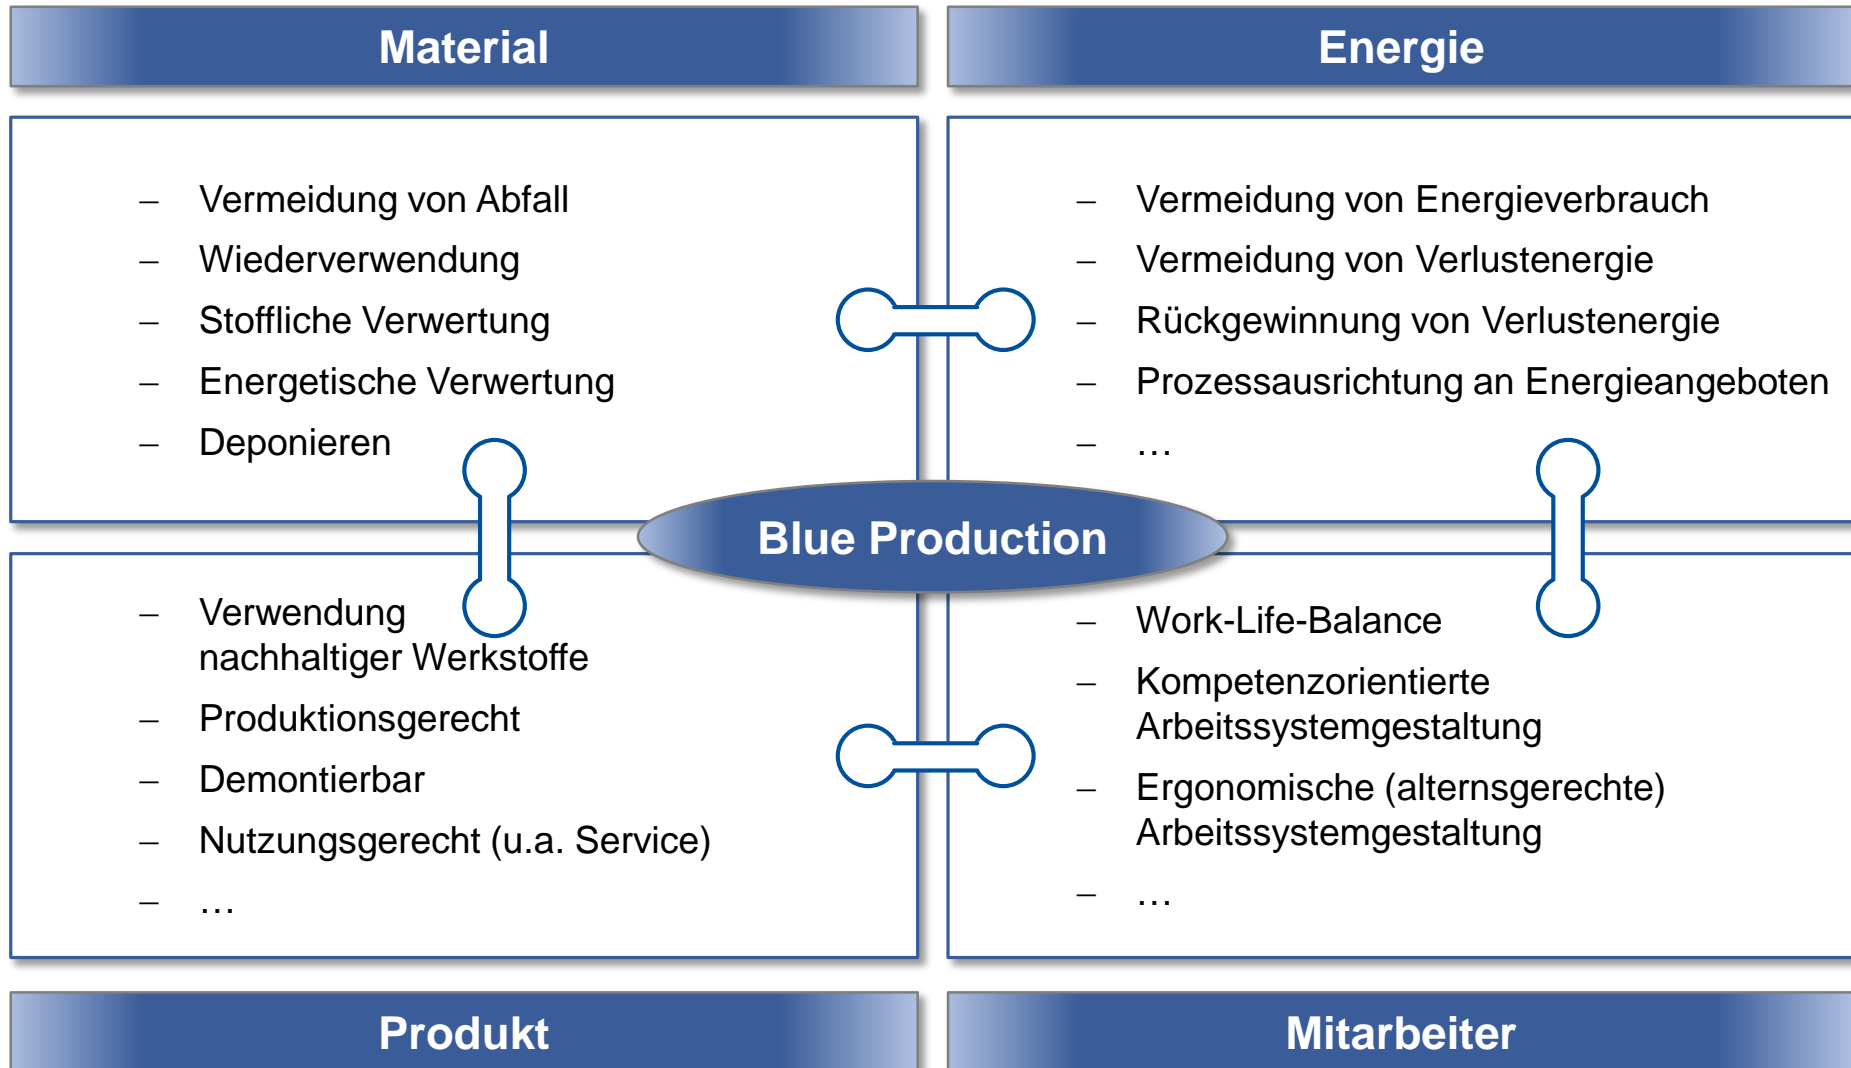 Material
– Vermeidung von Abfall
– Wiederverwendung
– Stoffliche Verwertung
– Energetische Verwertung
– Deponieren
Energie
– Vermeidung von Energieverbrauch
– Vermeidung von Verlustenergie
– Rückgewinnung von Verlustenergie
– Prozessausrichtung an Energieangeboten
– …
Blue Production
– Verwendung
nachhaltiger Werkstoffe
– Produktionsgerecht
– Demontierbar
– Nutzungsgerecht (u.a. Service)
– …
Produkt
– Work-Life-Balance
– Kompetenzorientierte
Arbeitssystemgestaltung
– Ergonomische (alternsgerechte)
Arbeitssystemgestaltung
– …
Mitarbeiter